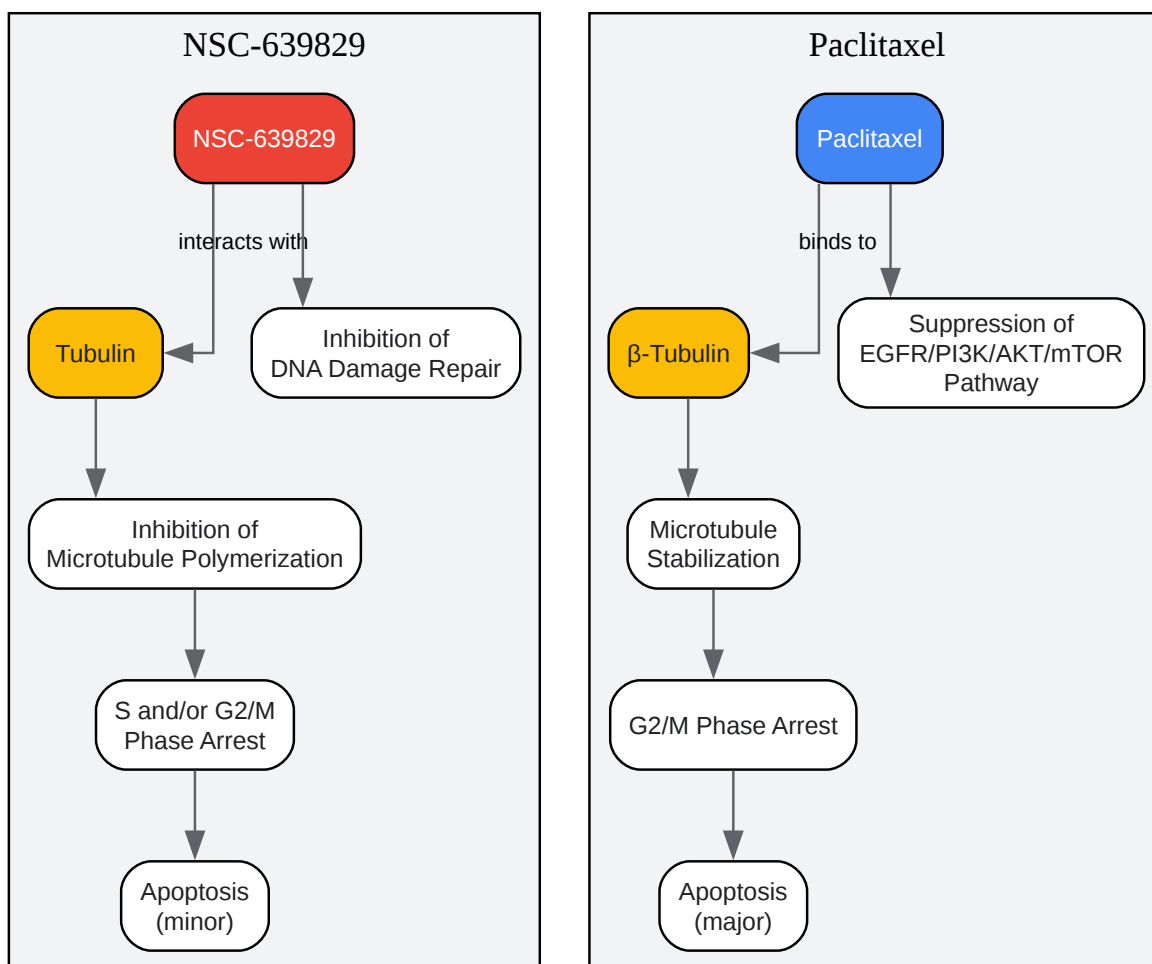 NSC-639829
NSC-639829
interacts with
Tubulin
Inhibition of
DNA Damage Repair
Inhibition of
Microtubule Polymerization
S and/or G2/M
Phase Arrest
Apoptosis
(minor)
Paclitaxel
Paclitaxel
binds to
β-Tubulin
Suppression of
EGFR/PI3K/AKT/mTOR
Pathway
Microtubule
Stabilization
G2/M Phase Arrest
Apoptosis
(major)